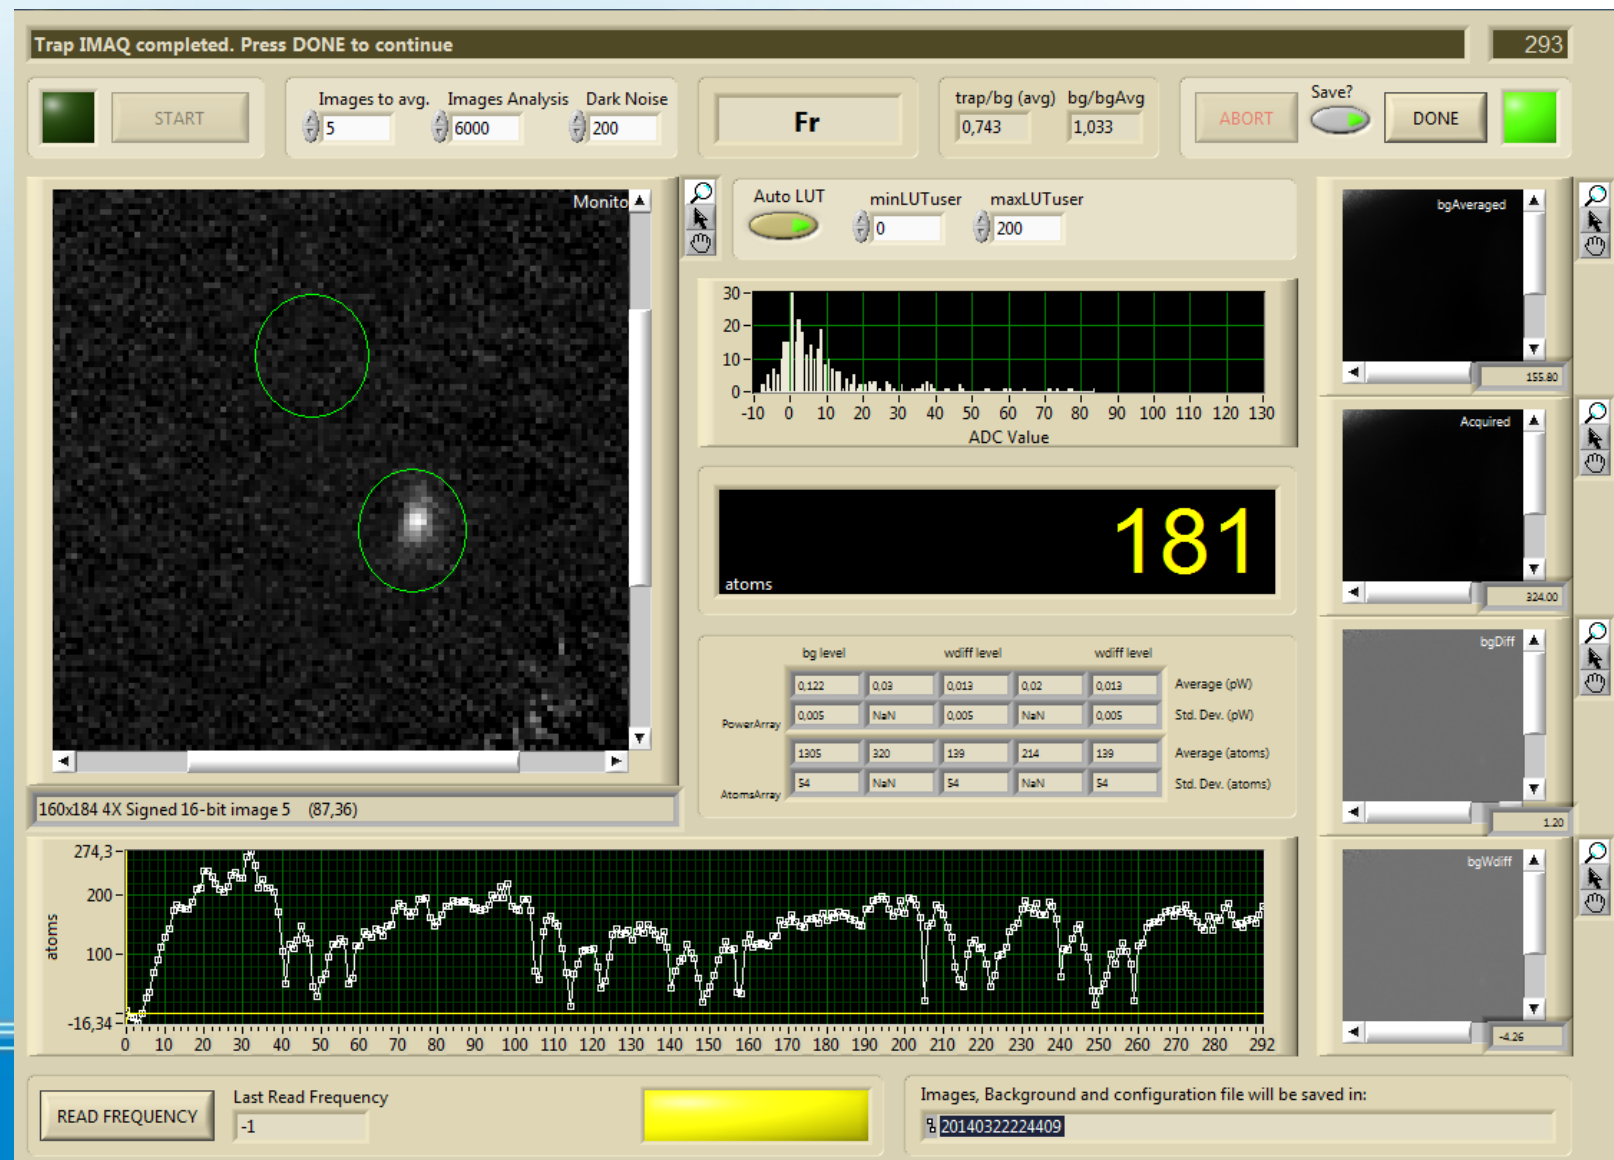 Trap IMAQ completed. Press DONE to continue
293
START
Images to avg. Images Analysis Dark Noise
5 6000 200
Fr
trap/bg (avg) bg/bgAvg
0,743 1,033
ABORT
Save?
DONE
Monito
Auto LUT
minLUTuser maxLUTuser
0 200
30
20
10
0
-10 0 10 20 30 40 50 60 70 80 90 100 110 120 130
ADC Value
181
atoms
bg level wdiff level wdiff level
0,122 0,03 0,013 0,02 0,013 Average (pW)
PowerArray 0,005 NaN 0,005 NaN 0,005 Std. Dev. (pW)
1305 320 139 214 139 Average (atoms)
AtomsArray 54 NaN 54 NaN 54 Std. Dev. (atoms)
bgAveraged
155.80
Acquired
324.00
bgDiff
1.20
bgWdiff
-4.26
160x184 4X Signed 16-bit image 5 (87,36)
274,3
200
100
-16,34
atoms
0 10 20 30 40 50 60 70 80 90 100 110 120 130 140 150 160 170 180 190 200 210 220 230 240 250 260 270 280 292
READ FREQUENCY
Last Read Frequency
-1
Images, Background and configuration file will be saved in:
20140322224409